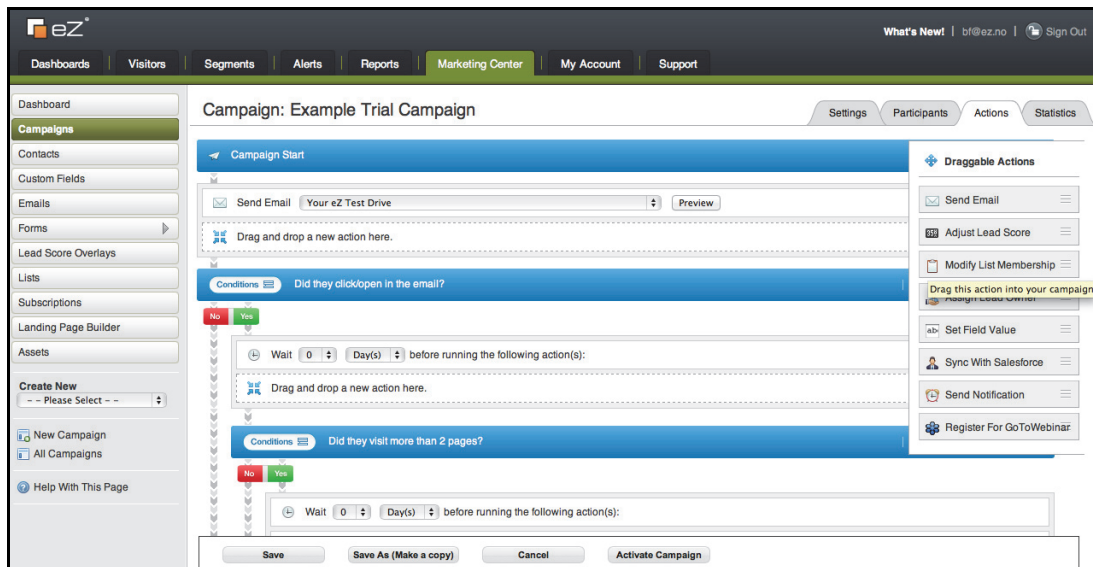 eZ
What's New! | bf@ez.no | Sign Out
Dashboards | Visitors | Segments | Alerts | Reports | Marketing Center | My Account | Support
Dashboard
Campaigns
Contacts
Custom Fields
Emails
Forms
Lead Score Overlays
Lists
Subscriptions
Landing Page Builder
Assets
Create New
- - Please Select - -
New Campaign
All Campaigns
Help With This Page
Campaign: Example Trial Campaign
Settings Participants Actions Statistics
Campaign Start
Send Email Your eZ Test Drive Preview
Drag and drop a new action here.
Conditions Did they click/open in the email?
No Yes
Wait 0 Day(s) before running the following action(s):
Drag and drop a new action here.
Conditions Did they visit more than 2 pages?
No Yes
Wait 0 Day(s) before running the following action(s):
Draggable Actions
Send Email
Adjust Lead Score
Modify List Membership
Drag this action into your campaign
Assign Lead Owner
Set Field Value
Sync With Salesforce
Send Notification
Register For GoToWebinar
Save Save As (Make a copy) Cancel Activate Campaign